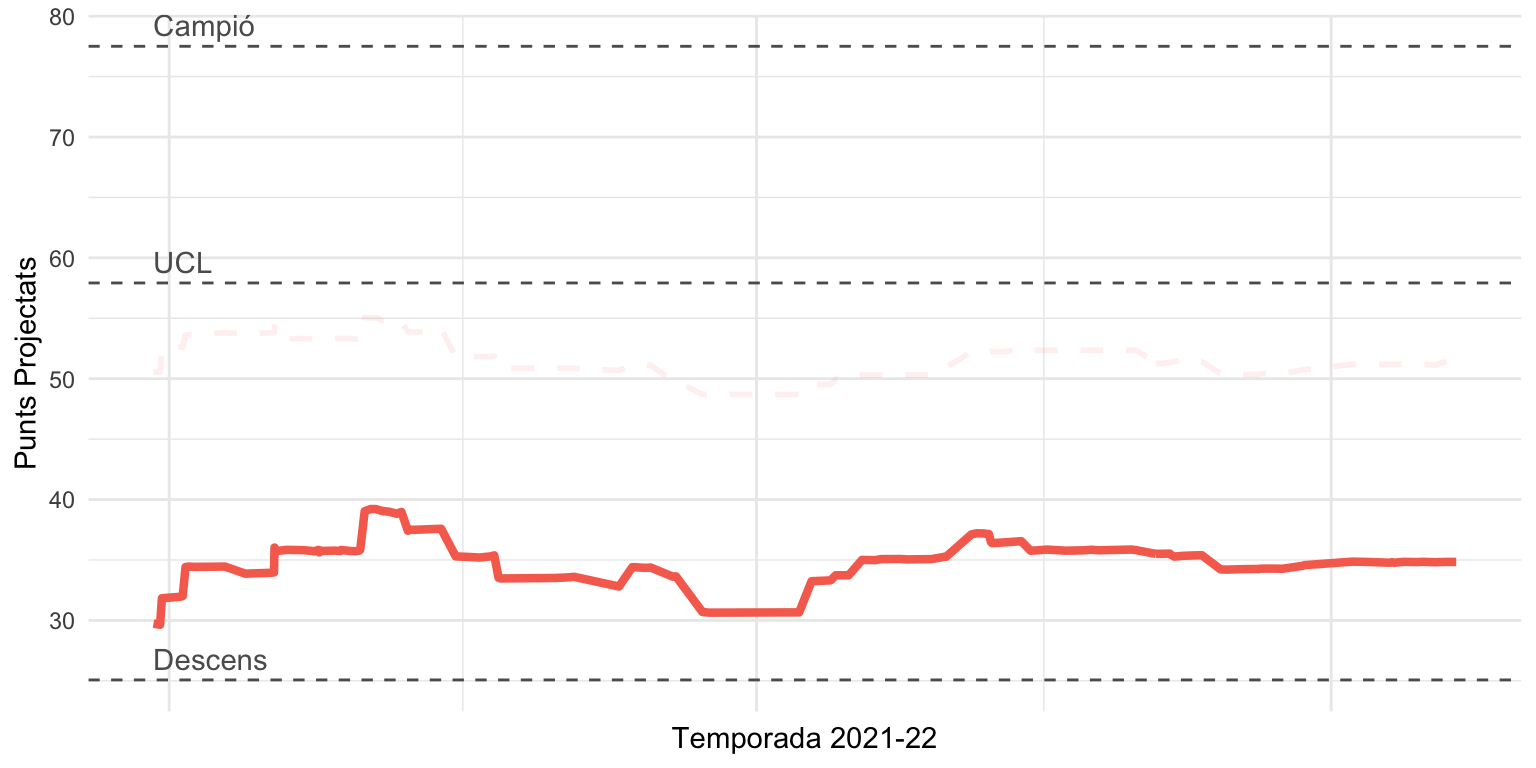 80
Campió
70
60
UCL
50
40
30
Descens
Punts Projectats
Temporada 2021-22